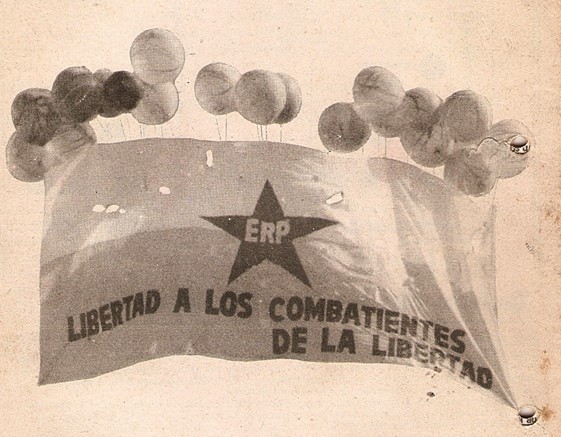 ERP
LIBERTAD A LOS COMBATIENTES
DE LA LIBERTAD